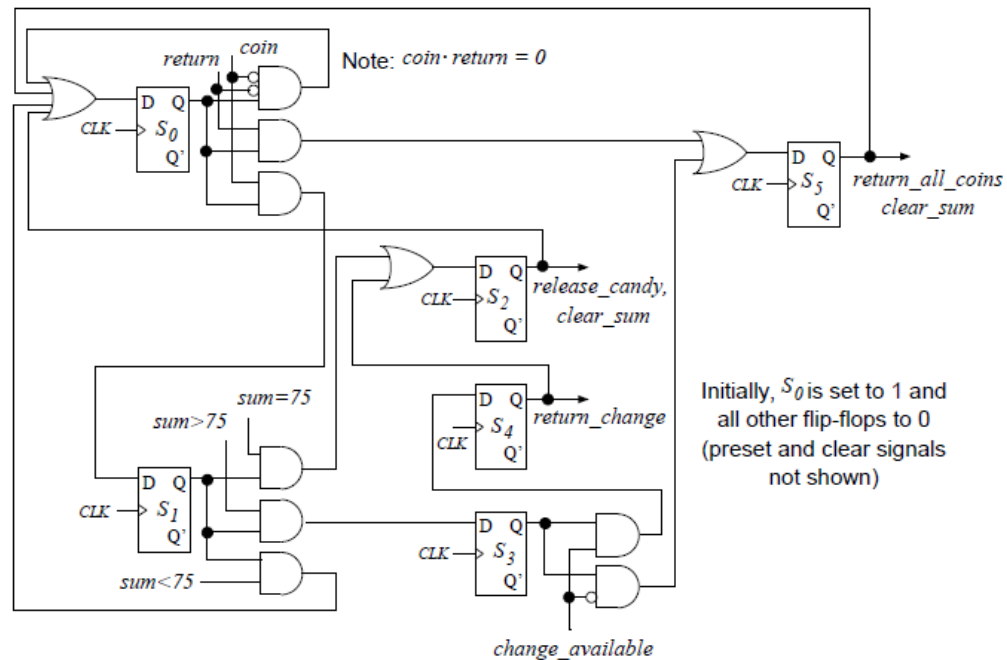 coin
return
Note: coin· return = 0
D Q
CLK
S0
Q'
D Q
CLK
S5
Q'
return_all_coins
clear_sum
D Q
CLK
S2
Q'
release_candy,
clear_sum
sum=75
sum>75
D Q
CLK
S4
Q'
return_change
Initially, S0 is set to 1 and
all other flip-flops to 0
(preset and clear signals
not shown)
D Q
CLK
S1
Q'
sum<75
D Q
CLK
S3
Q'
change_available